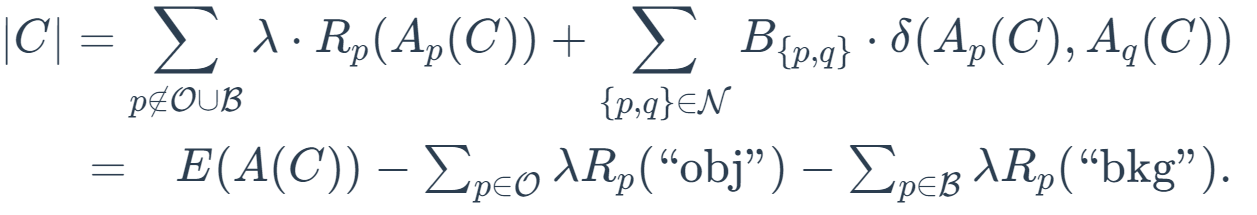 |C| = ∑_{p∉𝒪∪ℬ} λ · R_p(A_p(C)) + ∑_{{p,q}∈𝒩} B_{{p,q}} · δ(A_p(C), A_q(C))
= E(A(C)) − ∑_{p∈𝒪} λR_p(“obj”) − ∑_{p∈ℬ} λR_p(“bkg”).